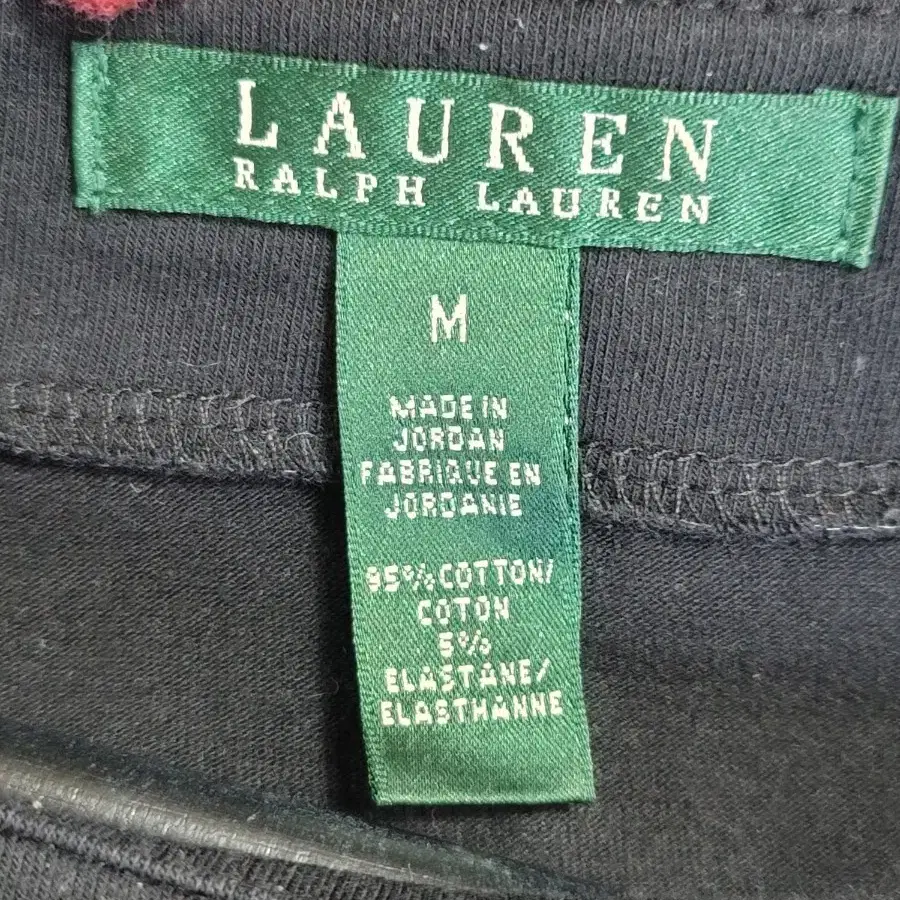 LAUREN
RALPH LAUREN
M
MADE IN
JORDAN
FABRIQUE EN
JORDANIE
95% COTTON/
COTON
5%
ELASTANE/
ELASTHANNE